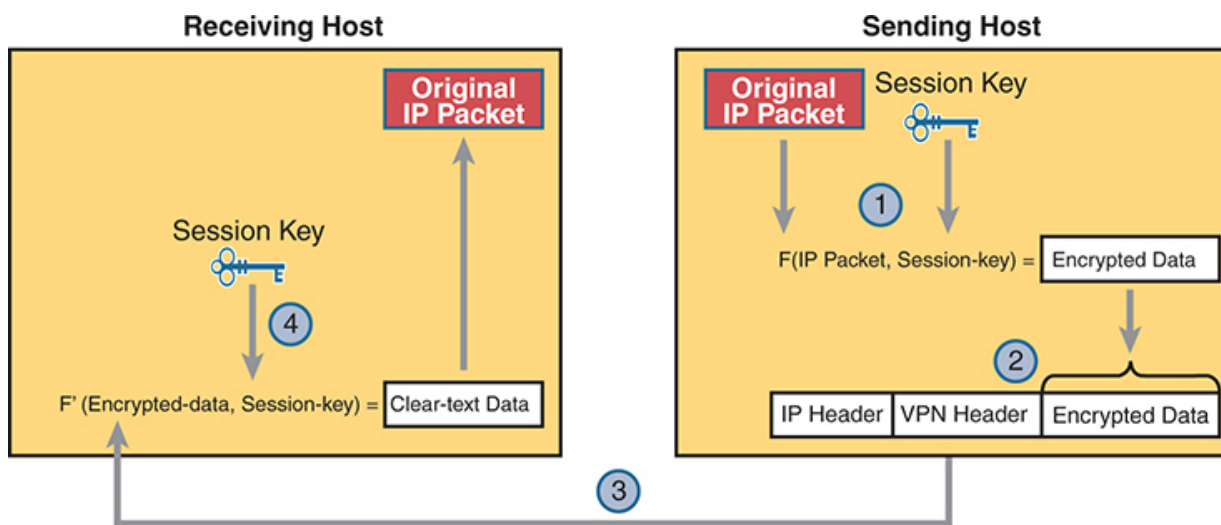 Receiving Host
Original
IP Packet
Session Key
4
F' (Encrypted-data, Session-key) = Clear-text Data
Sending Host
Original
IP Packet
Session Key
1
F(IP Packet, Session-key) = Encrypted Data
2
IP Header VPN Header Encrypted Data
3